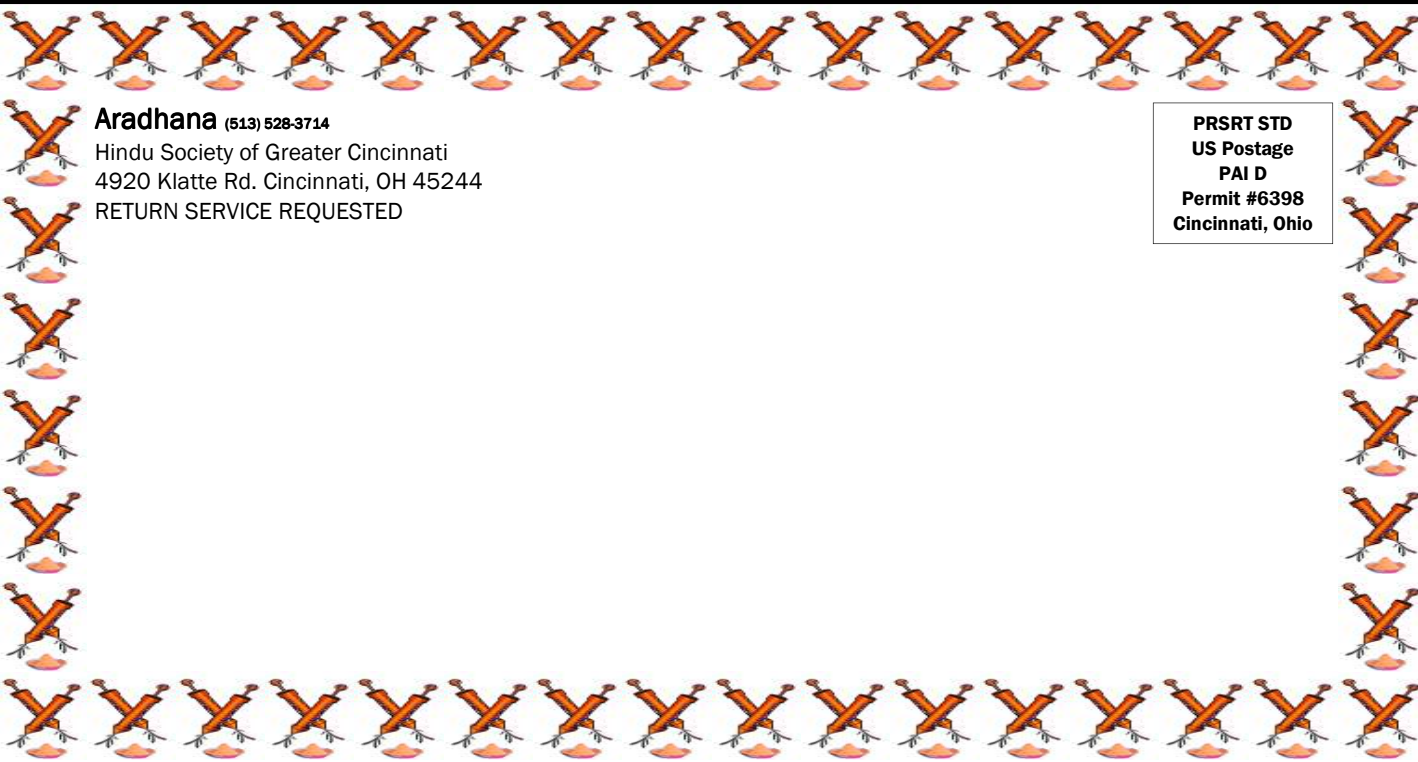 Aradhana (513) 528-3714
Hindu Society of Greater Cincinnati
4920 Klatte Rd. Cincinnati, OH 45244
RETURN SERVICE REQUESTED
PRSRT STD
US Postage
PAI D
Permit #6398
Cincinnati, Ohio